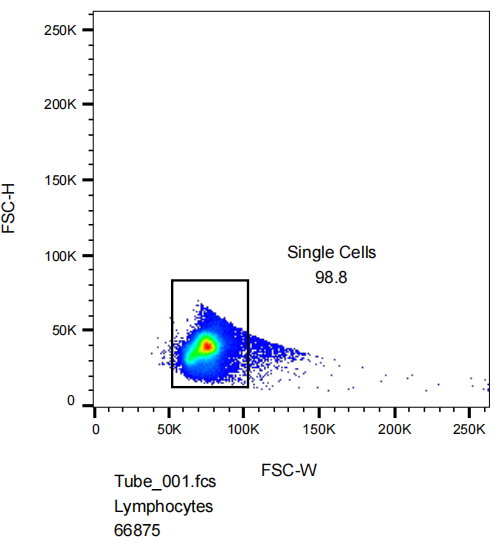 250K
200K
150K
100K
50K
0
FSC-H
Single Cells
98.8
0 50K 100K 150K 200K 250K
FSC-W
Tube_001.fcs
Lymphocytes
66875